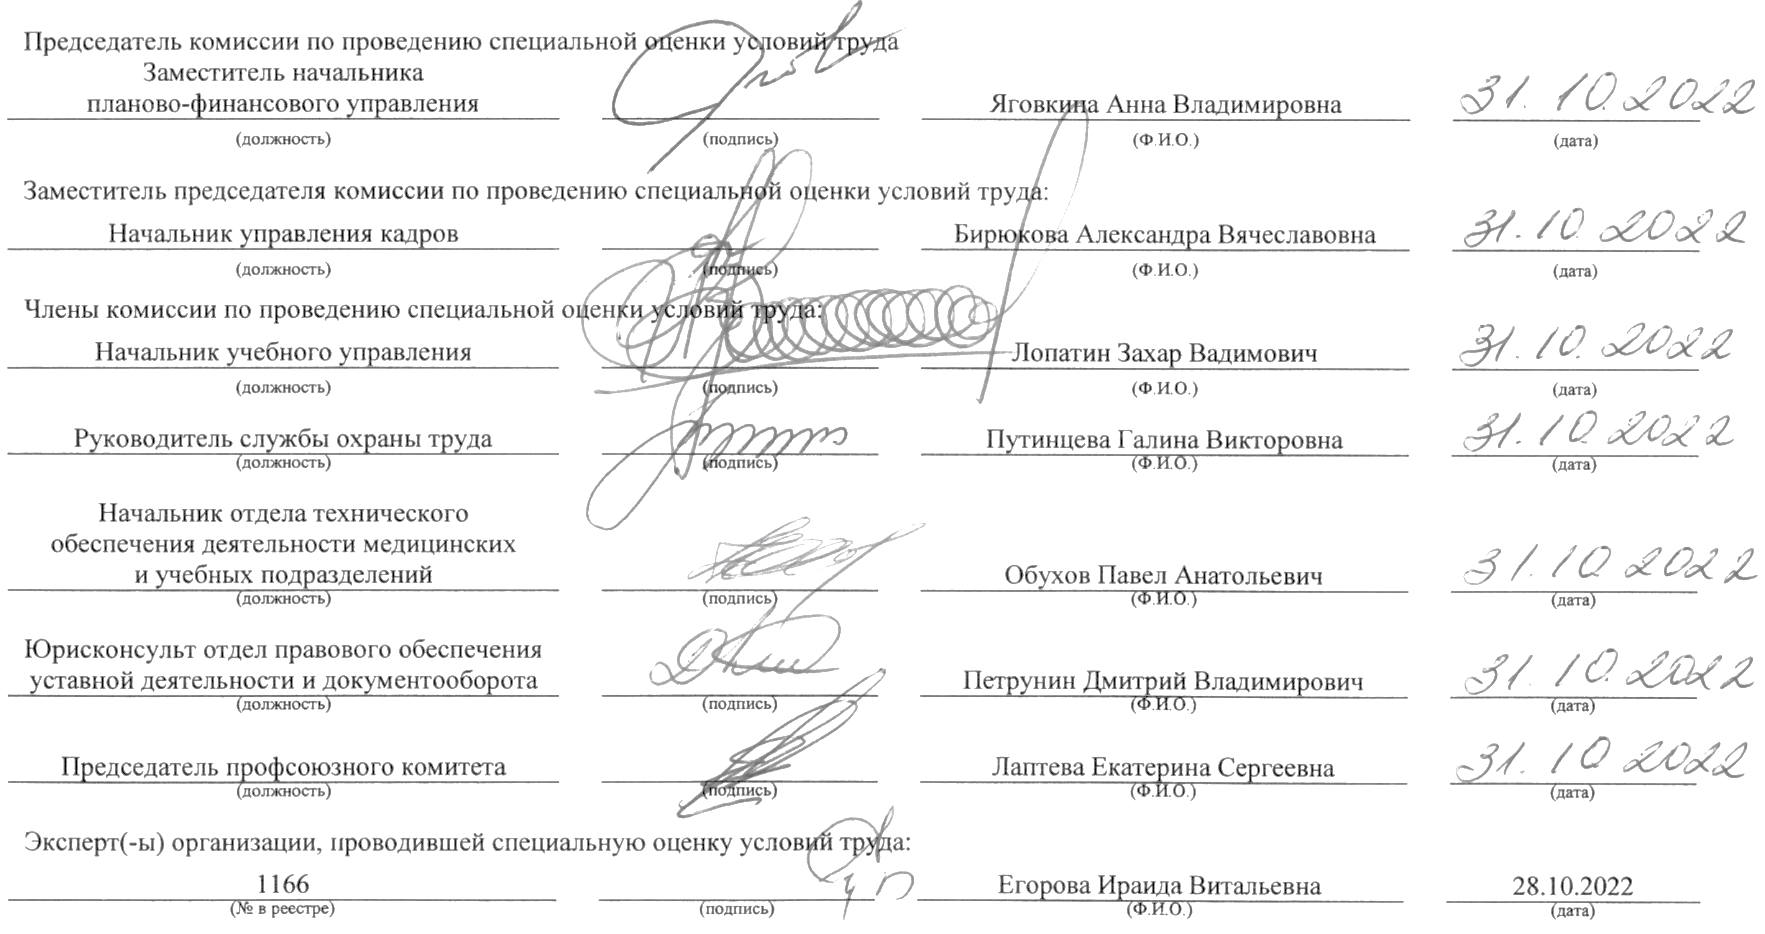 Председатель комиссии по проведению специальной оценки условий труда
Заместитель начальника
планово-финансового управления Яговкина Анна Владимировна 31.10.2022
(должность) (подпись) (Ф.И.О.) (дата)
Заместитель председателя комиссии по проведению специальной оценки условий труда:
Начальник управления кадров Бирюкова Александра Вячеславовна 31.10.2022
(должность) (подпись) (Ф.И.О.) (дата)
Члены комиссии по проведению специальной оценки условий труда:
Начальник учебного управления Лопатин Захар Вадимович 31.10.2022
(должность) (подпись) (Ф.И.О.) (дата)
Руководитель службы охраны труда Путинцева Галина Викторовна 31.10.2022
(должность) (подпись) (Ф.И.О.) (дата)
Начальник отдела технического
обеспечения деятельности медицинских
и учебных подразделений Обухов Павел Анатольевич 31.10.2022
(должность) (подпись) (Ф.И.О.) (дата)
Юрисконсульт отдел правового обеспечения
уставной деятельности и документооборота Петрунин Дмитрий Владимирович 31.10.2022
(должность) (подпись) (Ф.И.О.) (дата)
Председатель профсоюзного комитета Лаптева Екатерина Сергеевна 31.10.2022
(должность) (подпись) (Ф.И.О.) (дата)
Эксперт(-ы) организации, проводившей специальную оценку условий труда:
1166 Егорова Ираида Витальевна 28.10.2022
(№ в реестре) (подпись) (Ф.И.О.) (дата)